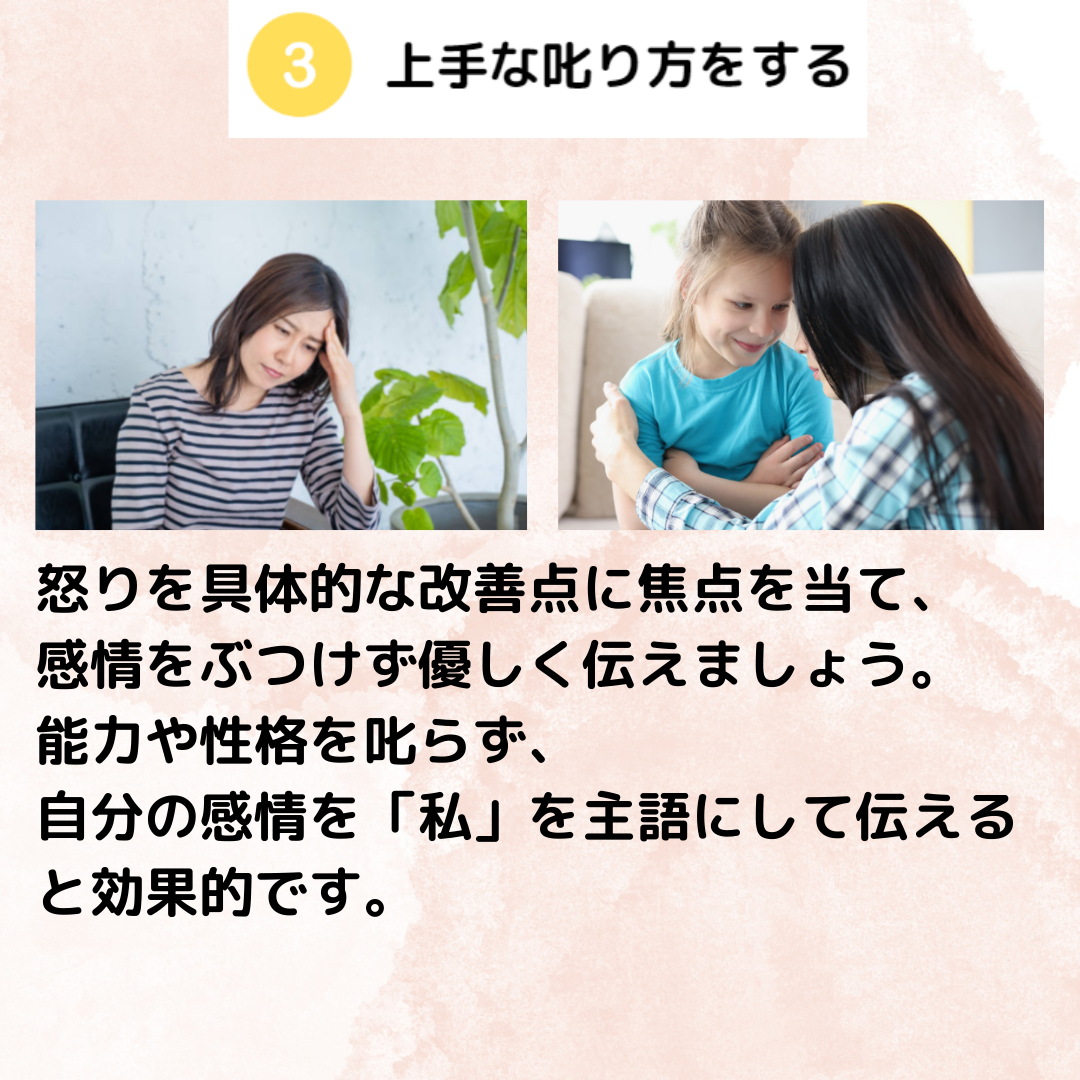 3 上手な叱り方をする
怒りを具体的な改善点に焦点を当て、
感情をぶつけず優しく伝えましょう。
能力や性格を叱らず、
自分の感情を「私」を主語にして伝える
と効果的です。